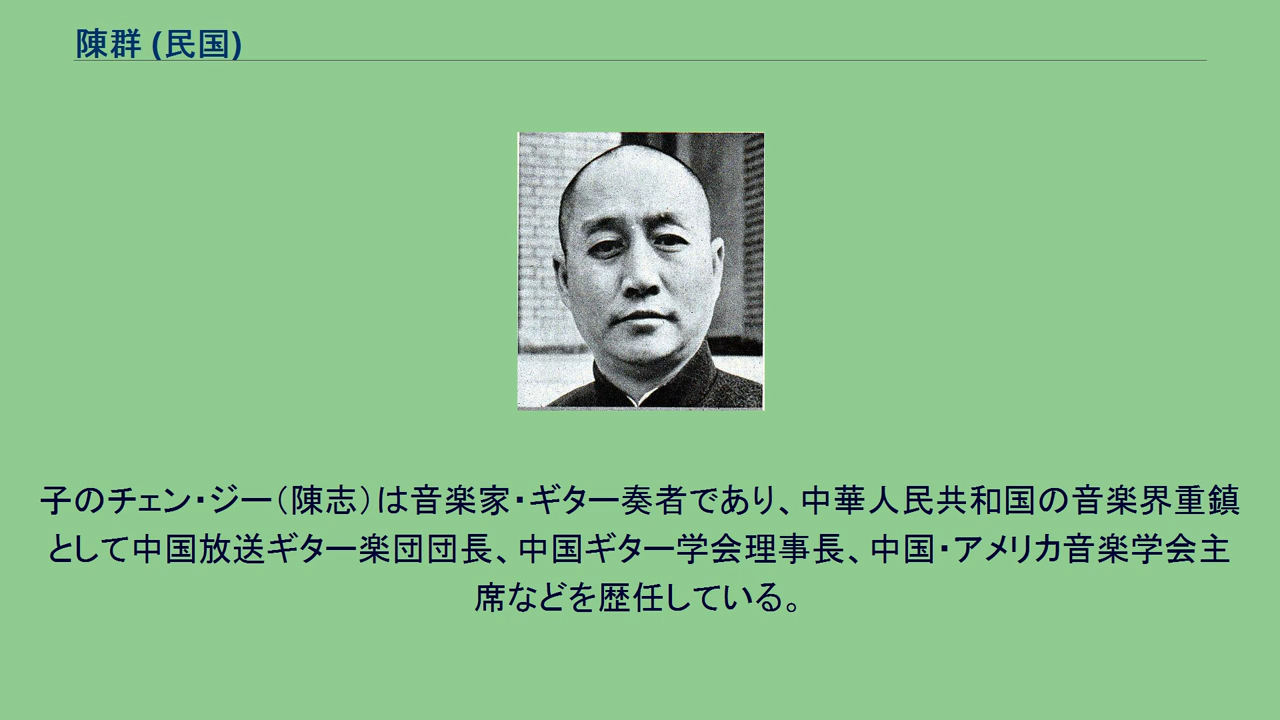 陳群 (民国)
子のチェン・ジー(陳志)は音楽家・ギター奏者であり、中華人民共和国の音楽界重鎮
として中国放送ギター楽団団長、中国ギター学会理事長、中国・アメリカ音楽学会主
席などを歴任している。